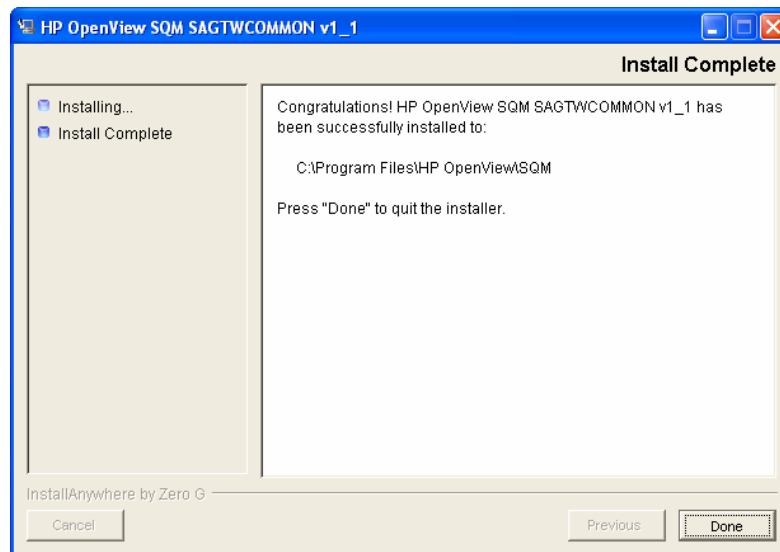 HP OpenView SQM SAGTWCOMMON v1_1
Install Complete
Installing...
Install Complete
Congratulations! HP OpenView SQM SAGTWCOMMON v1_1 has
been successfully installed to:
C:\Program Files\HP OpenView\SQM
Press "Done" to quit the installer.
InstallAnywhere by Zero G
Cancel
Previous
Done